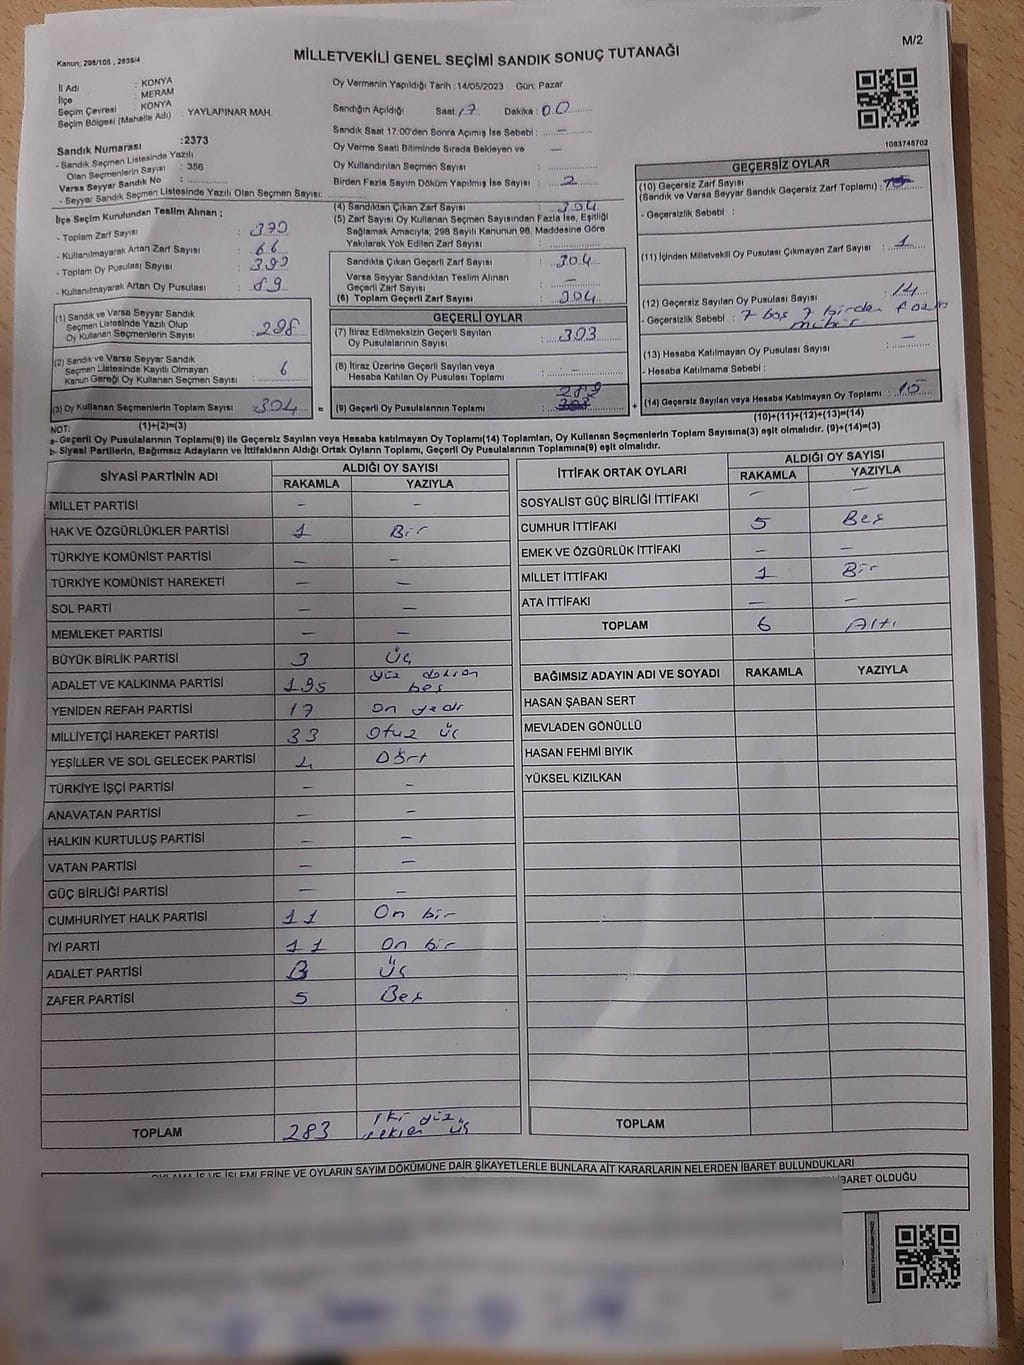 Kanun; 298/105 , 2839/4
MİLLETVEKİLİ GENEL SEÇİMİ SANDIK SONUÇ TUTANAĞI
M/2
İl Adı : KONYA
İlçe : MERAM
Seçim Çevresi : KONYA
Seçim Bölgesi (Mahalle Adı) : YAYLAPINAR MAH.
Sandık Numarası :2373
- Sandık Seçmen Listesinde Yazılı
Olan Seçmenlerin Sayısı : 356
Varsa Seyyar Sandık No :
- Seyyar Sandık Seçmen Listesinde Yazılı Olan Seçmen Sayısı:
Oy Vermenin Yapıldığı Tarih :14/05/2023 Gün: Pazar
Sandığın Açıldığı Saat: 17 Dakika : 00
Sandık Saat 17:00'den Sonra Açımış İse Sebebi : —
Oy Verme Saati Bitiminde Sırada Bekleyen ve —
Oy Kullandırılan Seçmen Sayısı
Birden Fazla Sayım Döküm Yapılmış İse Sayısı : 2
1083745702
İlçe Seçim Kurulundan Teslim Alınan ;
- Toplam Zarf Sayısı : 370
- Kullanılmayarak Artan Zarf Sayısı : 66
- Toplam Oy Pusulası Sayısı : 393
- Kullanılmayarak Artan Oy Pusulası : 89
(1) Sandık ve Varsa Seyyar Sandık
Seçmen Listesinde Yazılı Olup
Oy Kullanan Seçmenlerin Sayısı : 298
(2) Sandık ve Varsa Seyyar Sandık
Seçmen Listesinde Kayıtlı Olmayan
Kanun Gereği Oy Kullanan Seçmen Sayısı : 6
(3) Oy Kullanan Seçmenlerin Toplam Sayısı : 304 =
(4) Sandıktan Çıkan Zarf Sayısı : 304
(5) Zarf Sayısı Oy Kullanan Seçmen Sayısından Fazla İse, Eşitliği
Sağlamak Amacıyla; 298 Sayılı Kanunun 98. Maddesine Göre
Yakılarak Yok Edilen Zarf Sayısı :
Sandıkta Çıkan Geçerli Zarf Sayısı : 304
Varsa Seyyar Sandıktan Teslim Alınan
Geçerli Zarf Sayısı : —
(6) Toplam Geçerli Zarf Sayısı : 304
GEÇERLİ OYLAR
(7) İtiraz Edilmeksizin Geçerli Sayılan
Oy Pusulalarının Sayısı : 303
(8) İtiraz Üzerine Geçerli Sayılan veya
Hesaba Katılan Oy Pusulası Toplamı : -
289
(9) Geçerli Oy Pusulalarının Toplamı : 303 +
GEÇERSİZ OYLAR
(10) Geçersiz Zarf Sayısı
(Sandık ve Varsa Seyyar Sandık Geçersiz Zarf Toplamı) : 15
- Geçersizlik Sebebi :
(11) İçinden Milletvekili Oy Pusulası Çıkmayan Zarf Sayısı : 1
(12) Geçersiz Sayılan Oy Pusulası Sayısı : 14
- Geçersizlik Sebebi : 7 boş 7 birden fazla
mühür
(13) Hesaba Katılmayan Oy Pusulası Sayısı : —
- Hesaba Katılmama Sebebi :
(14) Geçersiz Sayılan veya Hesaba Katılmayan Oy Toplamı : 15
NOT: (1)+(2)=(3)
(10)+(11)+(12)+(13)=(14)
a- Geçerli Oy Pusulalarının Toplamı(9) ile Geçersiz Sayılan veya Hesaba katılmayan Oy Toplamı(14) Toplamları, Oy Kullanan Seçmenlerin Toplam Sayısına(3) eşit olmalıdır. (9)+(14)=(3)
b- Siyasi Partilerin, Bağımsız Adayların ve İttifakların Aldığı Ortak Oyların Toplamı, Geçerli Oy Pusulalarının Toplamına(9) eşit olmalıdır.
SİYASİ PARTİNİN ADI ALDIĞI OY SAYISI
RAKAMLA YAZIYLA
MİLLET PARTİSİ - -
HAK VE ÖZGÜRLÜKLER PARTİSİ 1 Bir
TÜRKİYE KOMÜNİST PARTİSİ — —
TÜRKİYE KOMÜNİST HAREKETİ — —
SOL PARTİ — —
MEMLEKET PARTİSİ — —
BÜYÜK BİRLİK PARTİSİ 3 Üç
ADALET VE KALKINMA PARTİSİ 195 yüz doksan
beş
YENİDEN REFAH PARTİSİ 17 On yedi
MİLLİYETÇİ HAREKET PARTİSİ 33 Otuz üç
YEŞİLLER VE SOL GELECEK PARTİSİ 4 Dört
TÜRKİYE İŞÇİ PARTİSİ — —
ANAVATAN PARTİSİ — —
HALKIN KURTULUŞ PARTİSİ — —
VATAN PARTİSİ — —
GÜÇ BİRLİĞİ PARTİSİ — —
CUMHURİYET HALK PARTİSİ 11 On bir
İYİ PARTİ 11 On bir
ADALET PARTİSİ 3 Üç
ZAFER PARTİSİ 5 Beş
TOPLAM 283 iki yüz
seksen üç
İTTİFAK ORTAK OYLARI ALDIĞI OY SAYISI
RAKAMLA YAZIYLA
SOSYALİST GÜÇ BİRLİĞİ İTTİFAKI — —
CUMHUR İTTİFAKI 5 Beş
EMEK VE ÖZGÜRLÜK İTTİFAKI — —
MİLLET İTTİFAKI 1 Bir
ATA İTTİFAKI — —
TOPLAM 6 Altı
BAĞIMSIZ ADAYIN ADI VE SOYADI RAKAMLA YAZIYLA
HASAN ŞABAN SERT
MEVLADEN GÖNÜLLÜ
HASAN FEHMİ BIYIK
YÜKSEL KIZILKAN
TOPLAM
OYLAMA İŞ VE İŞLEMLERİNE VE OYLARIN SAYIM DÖKÜMÜNE DAİR ŞİKAYETLERLE BUNLARA AİT KARARLARIN NELERDEN İBARET BULUNDUKLARI
İBARET OLDUĞU